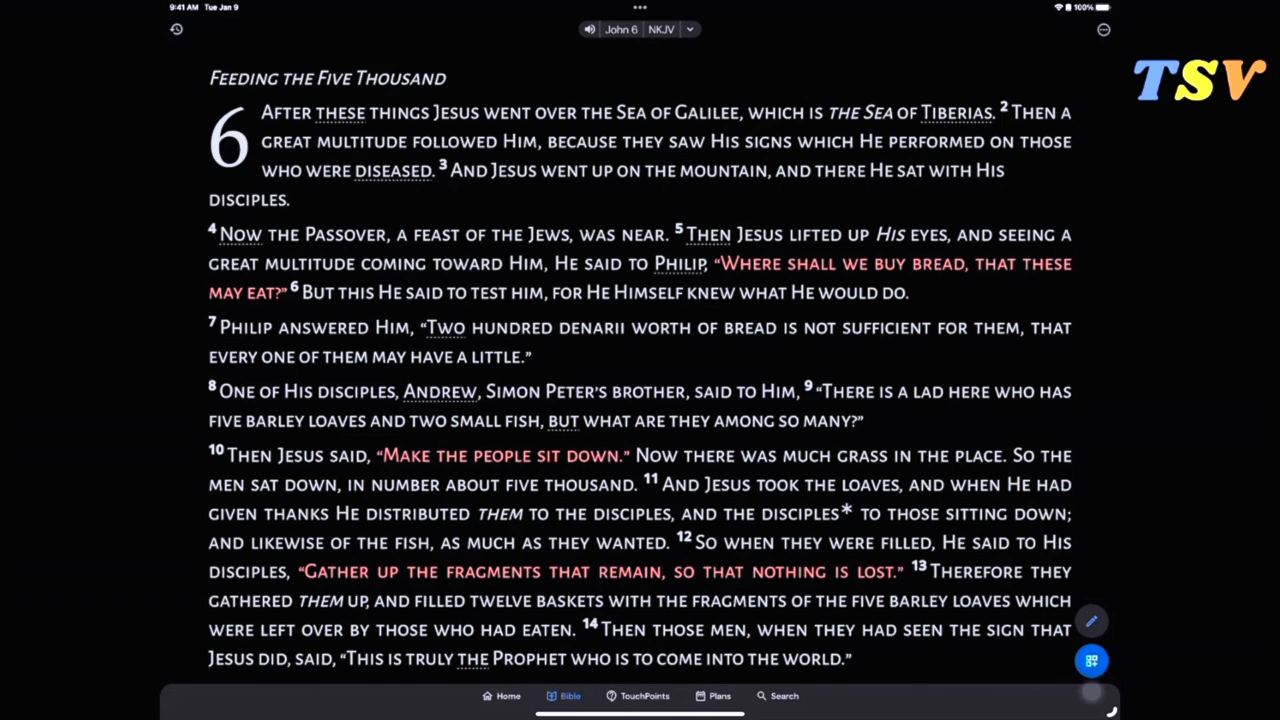 9:41 AM Tue Jan 9
100%
John 6 NKJV
TSV
Feeding the Five Thousand
6 After these things Jesus went over the Sea of Galilee, which is the Sea of Tiberias. 2 Then a
great multitude followed Him, because they saw His signs which He performed on those
who were diseased. 3 And Jesus went up on the mountain, and there He sat with His
disciples.
4 Now the Passover, a feast of the Jews, was near. 5 Then Jesus lifted up His eyes, and seeing a
great multitude coming toward Him, He said to Philip, “Where shall we buy bread, that these
may eat?” 6 But this He said to test him, for He Himself knew what He would do.
7 Philip answered Him, “Two hundred denarii worth of bread is not sufficient for them, that
every one of them may have a little.”
8 One of His disciples, Andrew, Simon Peter’s brother, said to Him, 9 “There is a lad here who has
five barley loaves and two small fish, but what are they among so many?”
10 Then Jesus said, “Make the people sit down.” Now there was much grass in the place. So the
men sat down, in number about five thousand. 11 And Jesus took the loaves, and when He had
given thanks He distributed them to the disciples, and the disciples* to those sitting down;
and likewise of the fish, as much as they wanted. 12 So when they were filled, He said to His
disciples, “Gather up the fragments that remain, so that nothing is lost.” 13 Therefore they
gathered them up, and filled twelve baskets with the fragments of the five barley loaves which
were left over by those who had eaten. 14 Then those men, when they had seen the sign that
Jesus did, said, “This is truly the Prophet who is to come into the world.”
Home Bible TouchPoints Plans Search